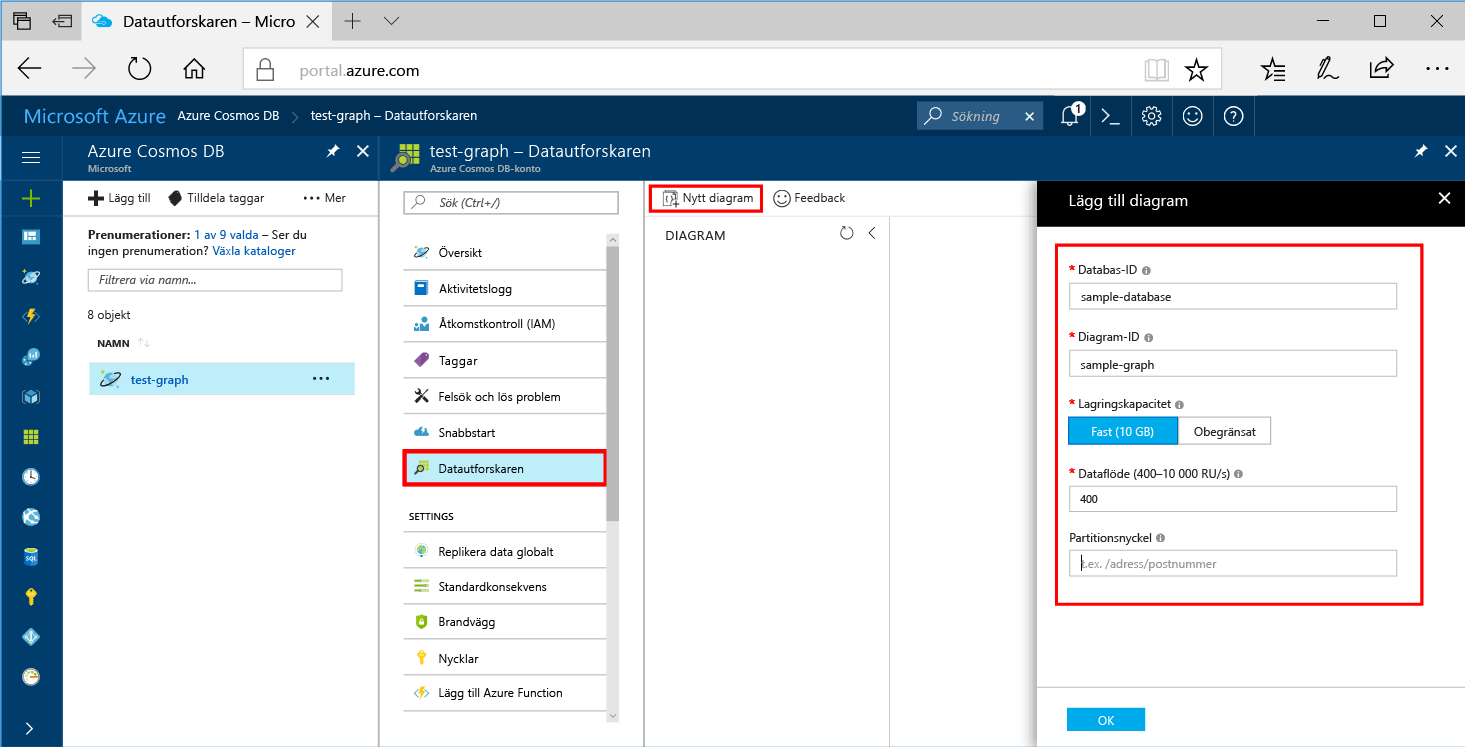 Datautforskaren – Micro
portal.azure.com
Microsoft Azure Azure Cosmos DB test-graph – Datautforskaren
Sökning
1
Azure Cosmos DB
Microsoft
Lägg till Tilldela taggar Mer
Prenumerationer: 1 av 9 valda – Ser du
ingen prenumeration? Växla kataloger
Filtrera via namn...
8 objekt
NAMN
test-graph
SQL
test-graph – Datautforskaren
Azure Cosmos DB-konto
Sök (Ctrl+/)
Översikt
Aktivitetslogg
Åtkomstkontroll (IAM)
Taggar
Felsök och lös problem
Snabbstart
Datautforskaren
SETTINGS
Replikera data globalt
Standardkonsekvens
Brandvägg
Nycklar
Lägg till Azure Function
Nytt diagram Feedback
DIAGRAM
Lägg till diagram
* Databas-ID
sample-database
* Diagram-ID
sample-graph
* Lagringskapacitet
Fast (10 GB) Obegränsat
* Dataflöde (400–10 000 RU/s)
400
Partitionsnyckel
t.ex. /adress/postnummer
OK